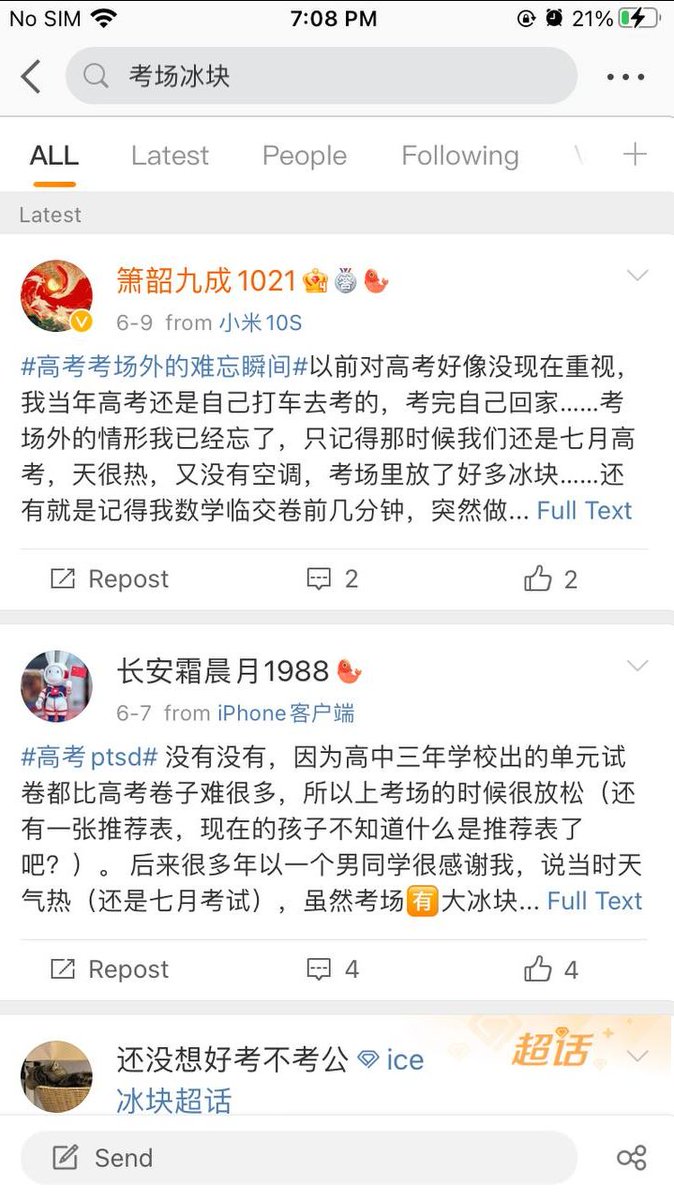 No SIM 7:08 PM 21%
考场冰块
ALL Latest People Following
Latest
箫韶九成1021
6-9 from 小米10S
#高考考场外的难忘瞬间#以前对高考好像没现在重视，
我当年高考还是自己打车去考的，考完自己回家……考
场外的情形我已经忘了，只记得那时候我们还是七月高
考，天很热，又没有空调，考场里放了好多冰块……还
有就是记得我数学临交卷前几分钟，突然做... Full Text
Repost 2 2
长安霜晨月1988
6-7 from iPhone客户端
#高考ptsd# 没有没有，因为高中三年学校出的单元试
卷都比高考卷子难很多，所以上考场的时候很放松（还
有一张推荐表，现在的孩子不知道什么是推荐表了
吧？）。 后来很多年以一个男同学很感谢我，说当时天
气热（还是七月考试），虽然考场🈶大冰块... Full Text
Repost 4 4
还没想好考不考公 ice 超话
冰块超话
Send